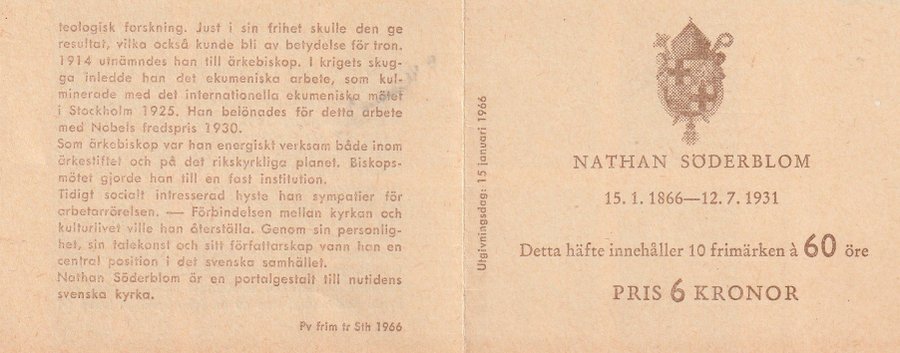 teologisk forskning. Just i sin frihet skulle den ge
resultat, vilka också kunde bli av betydelse för tron.
1914 utnämndes han till ärkebiskop. I krigets skug-
ga inledde han det ekumeniska arbete, som kul-
minerade med det internationella ekumeniska mötet
i Stockholm 1925. Han belönades för detta arbete
med Nobels fredspris 1930.
Som ärkebiskop var han energiskt verksam både inom
ärkestiftet och på det rikskyrkliga planet. Biskops-
mötet gjorde han till en fast institution.
Tidigt socialt intresserad hyste han sympatier för
arbetarrörelsen. — Förbindelsen mellan kyrkan och
kulturlivet ville han återställa. Genom sin personlig-
het, sin talekonst och sitt författarskap vann han en
central position i det svenska samhället.
Nathan Söderblom är en portalgestalt till nutidens
svenska kyrka.
Pv frim tr Sth 1966
Utgivningsdag: 15 januari 1966
NATHAN SÖDERBLOM
15. 1. 1866—12. 7. 1931
Detta häfte innehåller 10 frimärken à 60 öre
PRIS 6 KRONOR